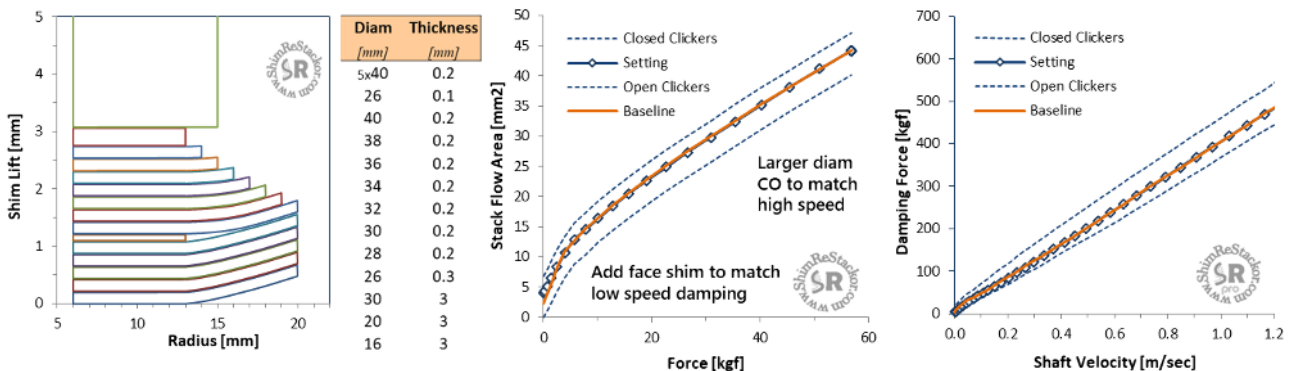 5
4
3
2
1
0
Shim Lift [mm]
5
10
15
20
Radius [mm]
www.ShimReStackor.com
SR
Diam Thickness
[mm] [mm]
5x40 0.2
26 0.1
40 0.2
38 0.2
36 0.2
34 0.2
32 0.2
30 0.2
28 0.2
26 0.3
30 3
20 3
16 3
50
45
40
35
30
25
20
15
10
5
0
Stack Flow Area [mm2]
Closed Clickers
Setting
Open Clickers
Baseline
Larger diam
CO to match
high speed
Add face shim to match
low speed damping
www.ShimReStackor.com
SR
0
20
40
60
Force [kgf]
700
600
500
400
300
200
100
0
Damping Force [kgf]
Closed Clickers
Setting
Open Clickers
Baseline
www.ShimReStackor.com
SR
pro
0.0
0.2
0.4
0.6
0.8
1.0
1.2
Shaft Velocity [m/sec]